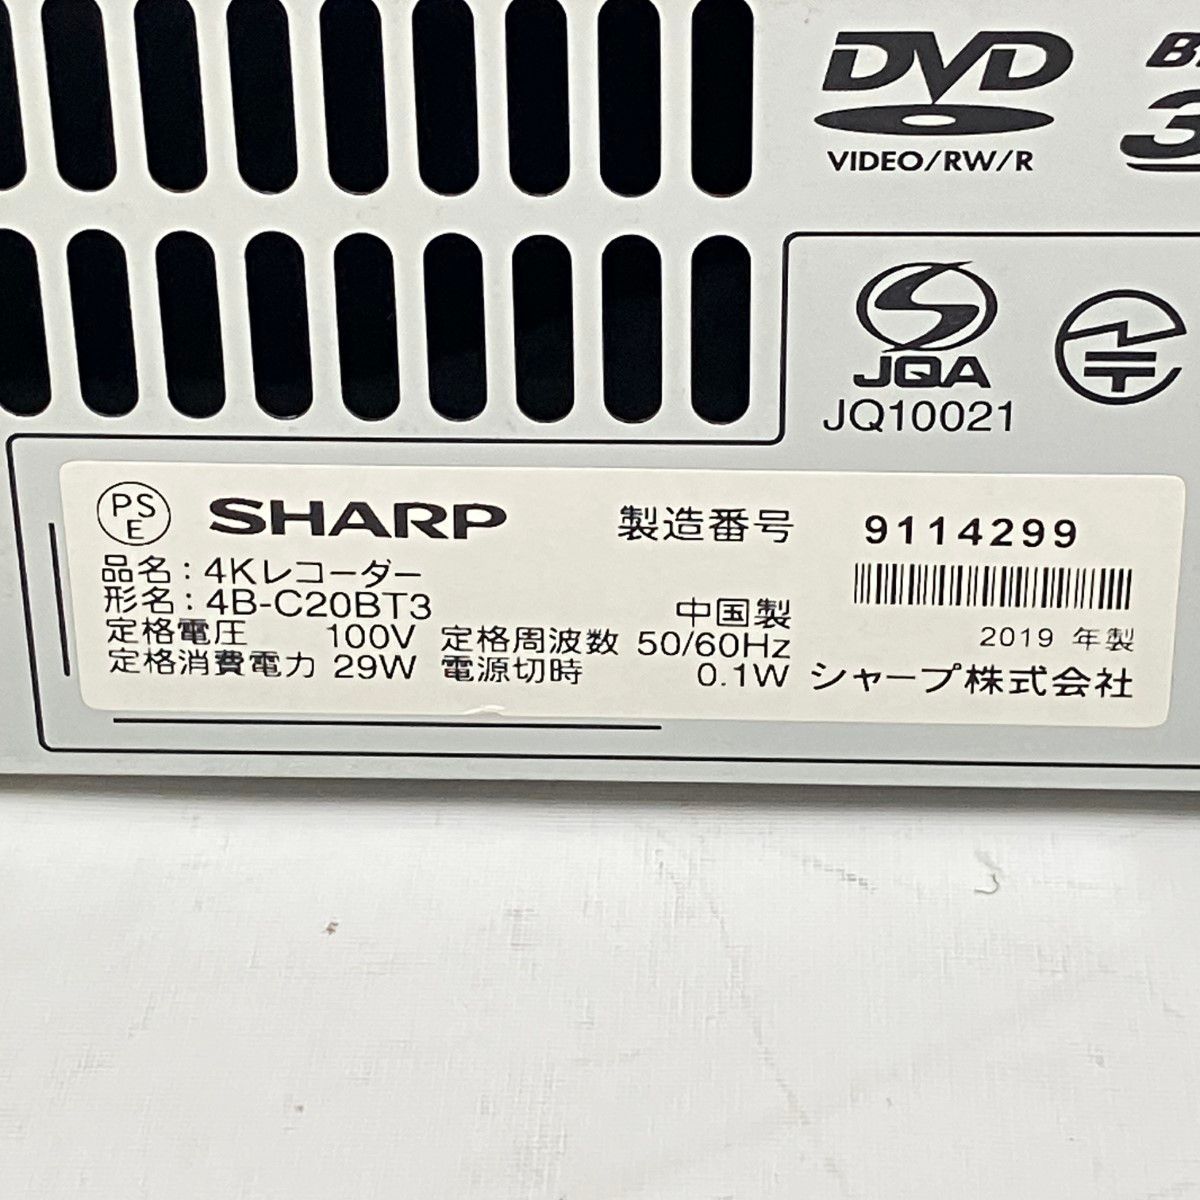 DVD
VIDEO/RW/R
3
JQA
JQ10021
PS
E
SHARP 製造番号 9114299
品名：4Kレコーダー
形名：4B-C20BT3 中国製
2019 年製
定格電圧 100V 定格周波数 50/60Hz
定格消費電力 29W 電源切時 0.1W シャープ株式会社